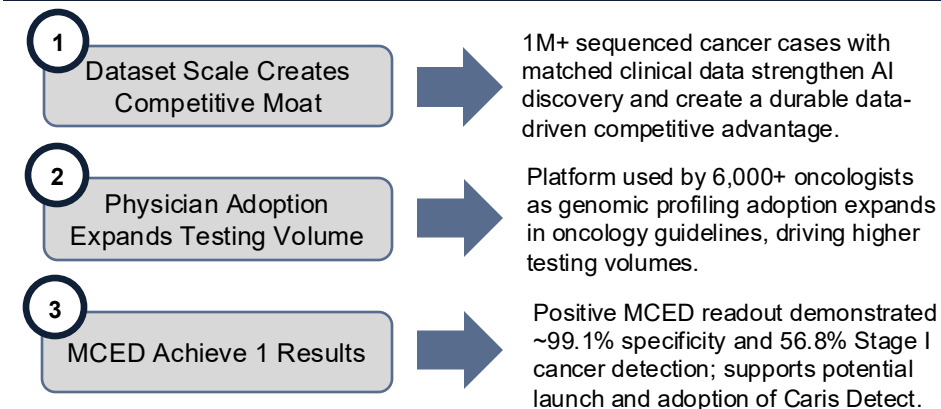 1
Dataset Scale Creates
Competitive Moat
1M+ sequenced cancer cases with
matched clinical data strengthen AI
discovery and create a durable data-
driven competitive advantage.
2
Physician Adoption
Expands Testing Volume
Platform used by 6,000+ oncologists
as genomic profiling adoption expands
in oncology guidelines, driving higher
testing volumes.
3
MCED Achieve 1 Results
Positive MCED readout demonstrated
~99.1% specificity and 56.8% Stage I
cancer detection; supports potential
launch and adoption of Caris Detect.